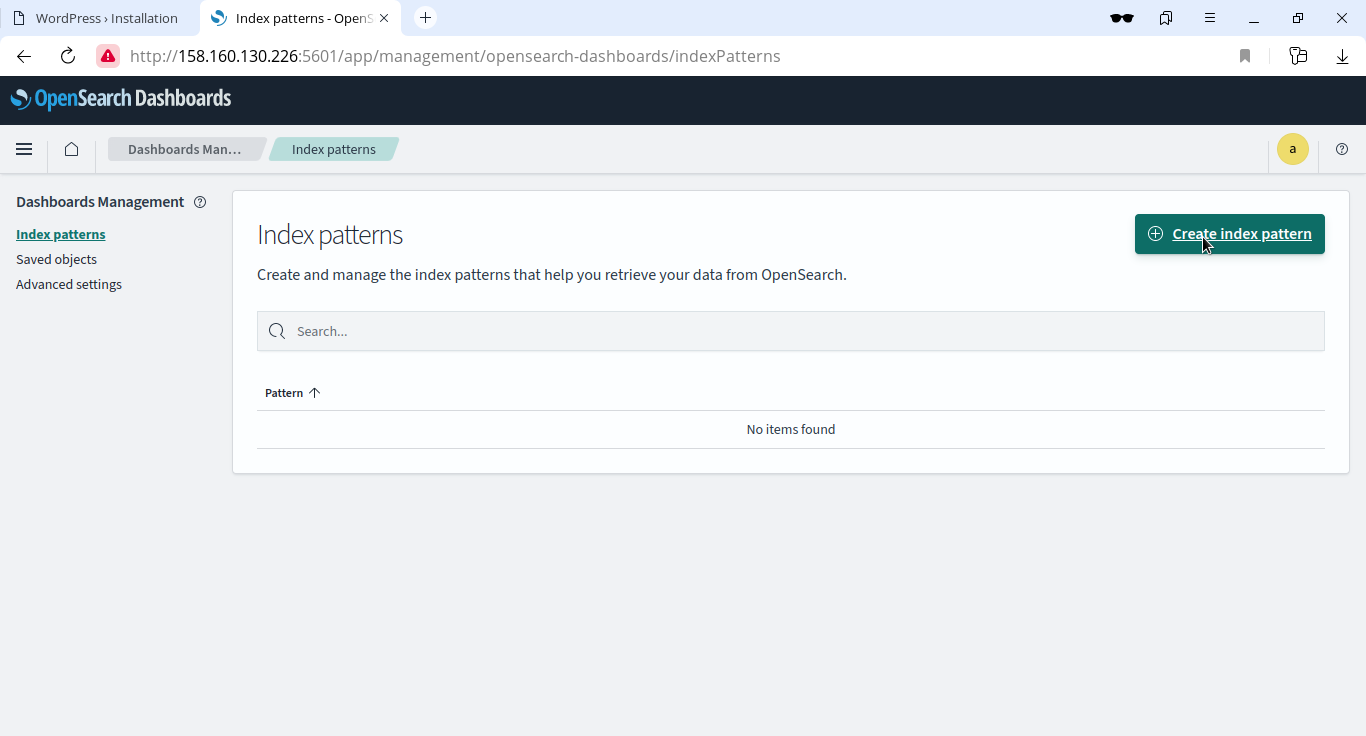 WordPress › Installation
Index patterns - OpenS
http://158.160.130.226:5601/app/management/opensearch-dashboards/indexPatterns
OpenSearch Dashboards
Dashboards Man...
Index patterns
a
Dashboards Management
Index patterns
Saved objects
Advanced settings
Index patterns
Create index pattern
Create and manage the index patterns that help you retrieve your data from OpenSearch.
Search...
Pattern
No items found